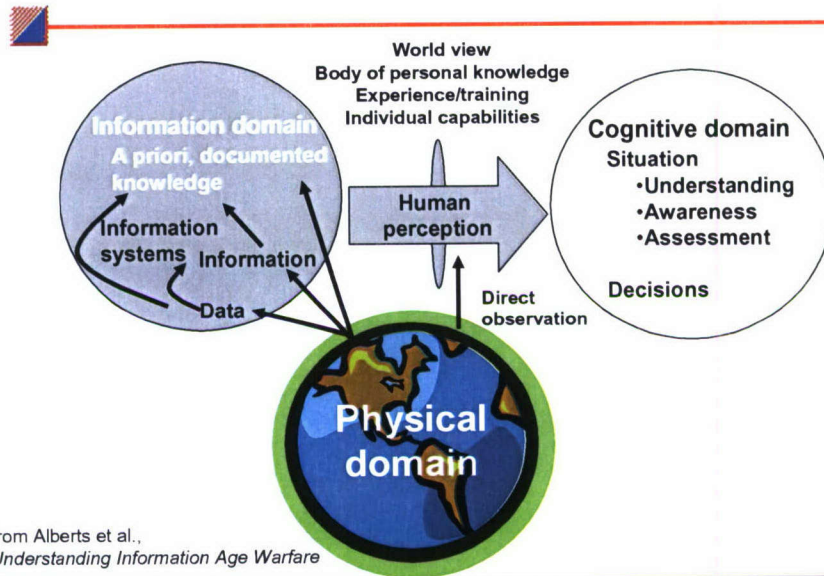 World view
Body of personal knowledge
Experience/training
Individual capabilities
Information domain
A priori, documented
knowledge
Information
systems
Information
Data
Human
perception
Direct
observation
Cognitive domain
Situation
•Understanding
•Awareness
•Assessment
Decisions
Physical
domain
rom Alberts et al.,
Understanding Information Age Warfare